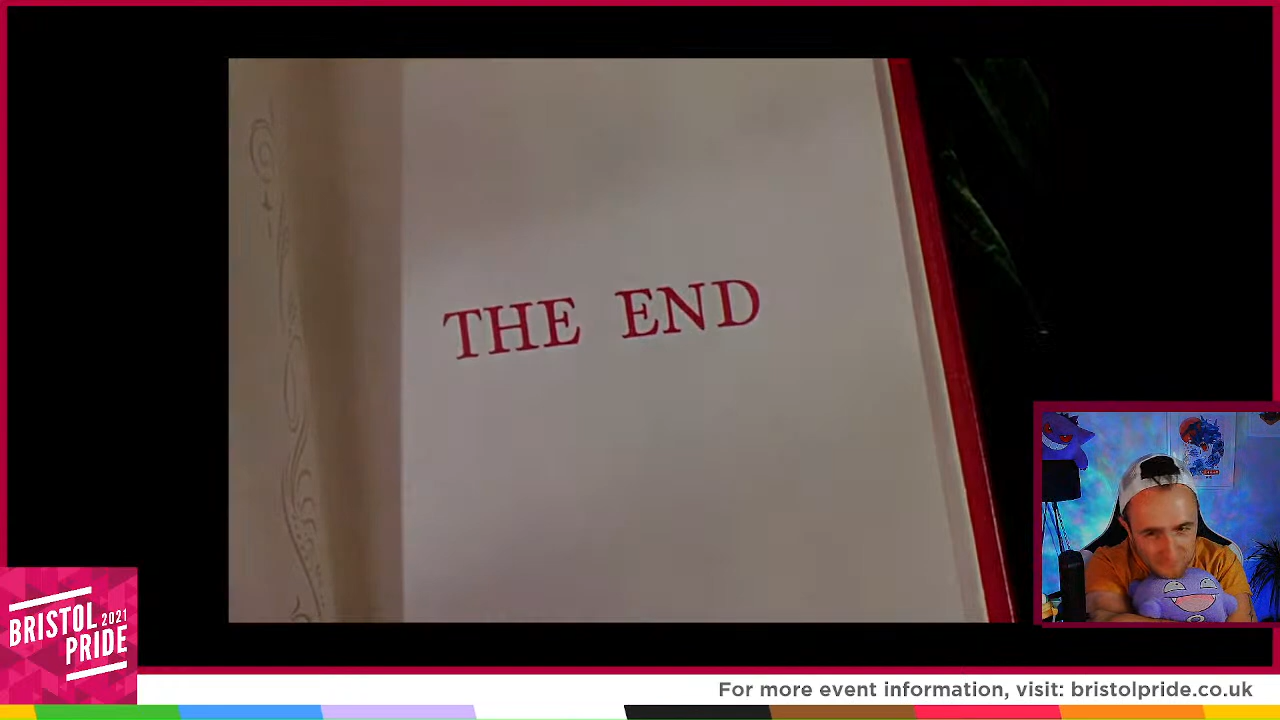 THE END
BRISTOL 2021
PRIDE
For more event information, visit: bristolpride.co.uk